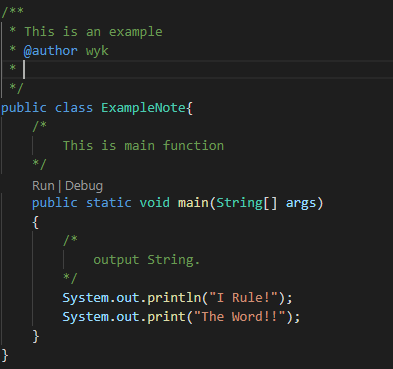 /**
 * This is an example
 * @author wyk
 *
 */
public class ExampleNote{
    /*
        This is main function
    */
    Run | Debug
    public static void main(String[] args)
    {
        /*
            output String.
        */
        System.out.println("I Rule!");
        System.out.print("The Word!!");
    }
}